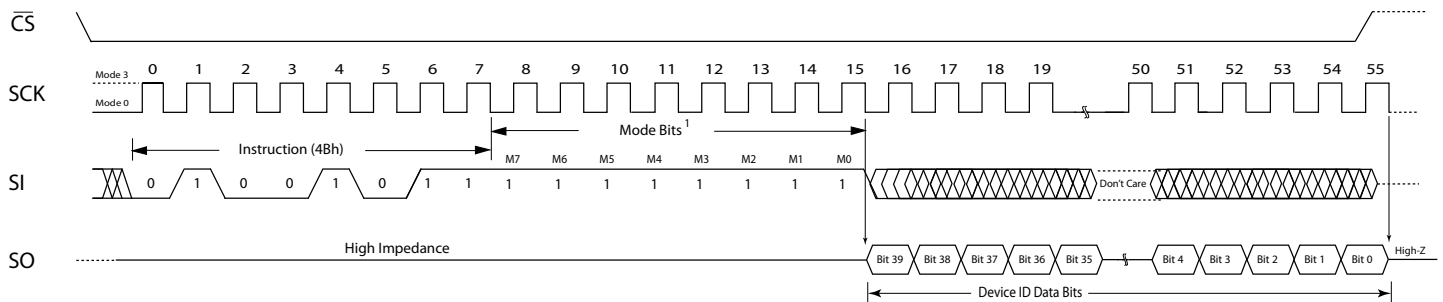 CS
Mode 3
0 1 2 3 4 5 6 7 8 9 10 11 12 13 14 15 16 17 18 19 50 51 52 53 54 55
SCK
Mode 0
Mode Bits 1
Instruction (4Bh)
M7 M6 M5 M4 M3 M2 M1 M0
SI
0 1 0 0 1 0 1 1 1 1 1 1 1 1 1 1
Don't Care
High Impedance
SO
Bit 39 Bit 38 Bit 37 Bit 36 Bit 35 Bit 4 Bit 3 Bit 2 Bit 1 Bit 0
High-Z
Device ID Data Bits